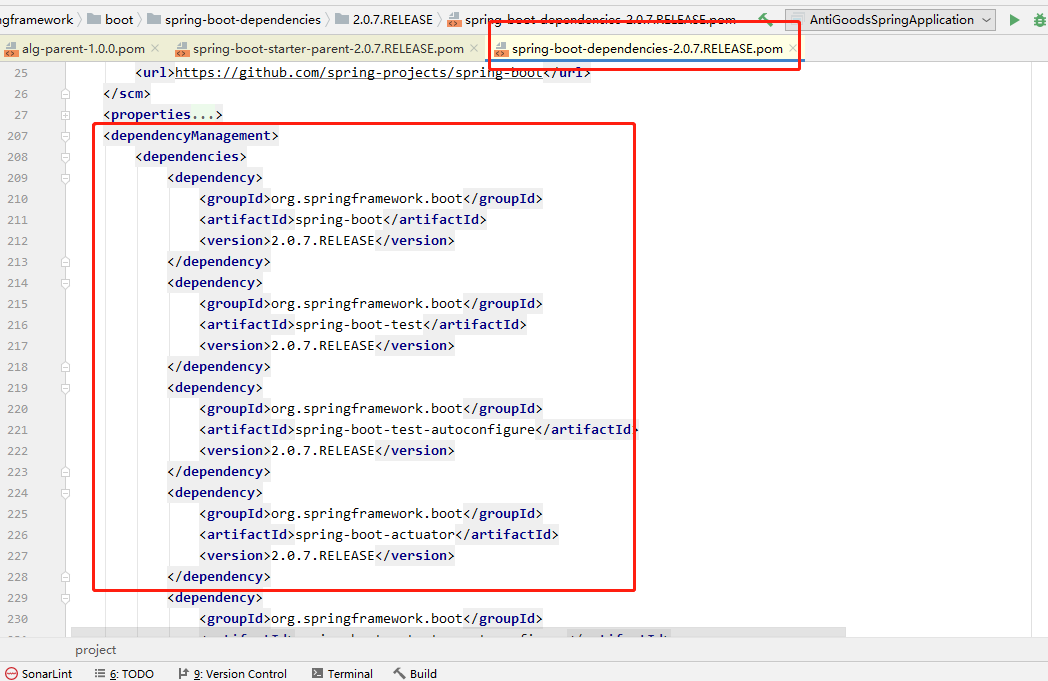 ngframework boot spring-boot-dependencies 2.0.7.RELEASE spring-boot-dependencies-2.0.7.RELEASE.pom AntiGoodsSpringApplication
alg-parent-1.0.0.pom spring-boot-starter-parent-2.0.7.RELEASE.pom spring-boot-dependencies-2.0.7.RELEASE.pom
25 <url>https://github.com/spring-projects/spring-boot</url>
26 </scm>
27 <properties...>
207 <dependencyManagement>
208 <dependencies>
209 <dependency>
210 <groupId>org.springframework.boot</groupId>
211 <artifactId>spring-boot</artifactId>
212 <version>2.0.7.RELEASE</version>
213 </dependency>
214 <dependency>
215 <groupId>org.springframework.boot</groupId>
216 <artifactId>spring-boot-test</artifactId>
217 <version>2.0.7.RELEASE</version>
218 </dependency>
219 <dependency>
220 <groupId>org.springframework.boot</groupId>
221 <artifactId>spring-boot-test-autoconfigure</artifactId>
222 <version>2.0.7.RELEASE</version>
223 </dependency>
224 <dependency>
225 <groupId>org.springframework.boot</groupId>
226 <artifactId>spring-boot-actuator</artifactId>
227 <version>2.0.7.RELEASE</version>
228 </dependency>
229 <dependency>
230 <groupId>org.springframework.boot</groupId>
project
SonarLint 6: TODO 9: Version Control Terminal Build